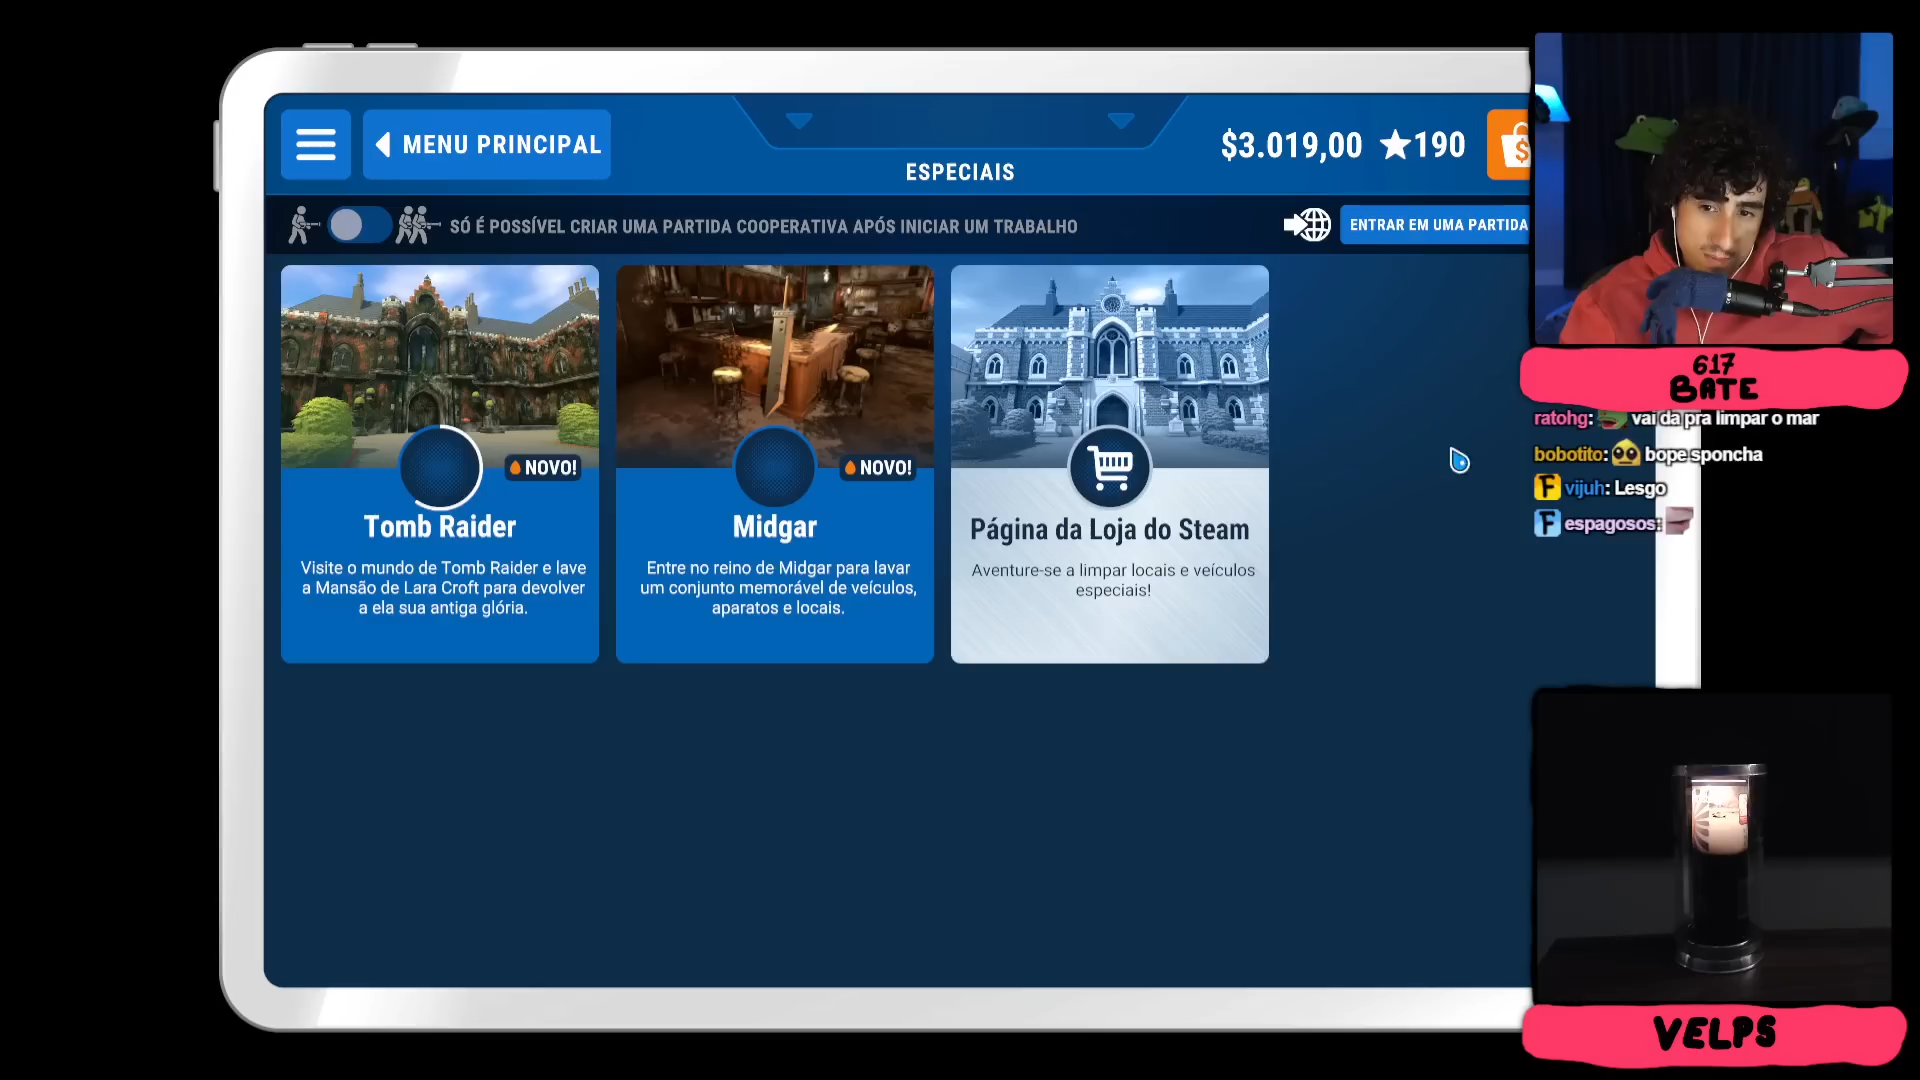 MENU PRINCIPAL
ESPECIAIS
$3.019,00 ★190
SÓ É POSSÍVEL CRIAR UMA PARTIDA COOPERATIVA APÓS INICIAR UM TRABALHO
ENTRAR EM UMA PARTIDA
NOVO!
Tomb Raider
Visite o mundo de Tomb Raider e lave
a Mansão de Lara Croft para devolver
a ela sua antiga glória.
NOVO!
Midgar
Entre no reino de Midgar para lavar
um conjunto memorável de veículos,
aparatos e locais.
Página da Loja do Steam
Aventure-se a limpar locais e veículos
especiais!
617
BATE
ratohg: vai da pra limpar o mar
bobotito: bope sponcha
vijuh: Lesgo
espagosos:
VELPS